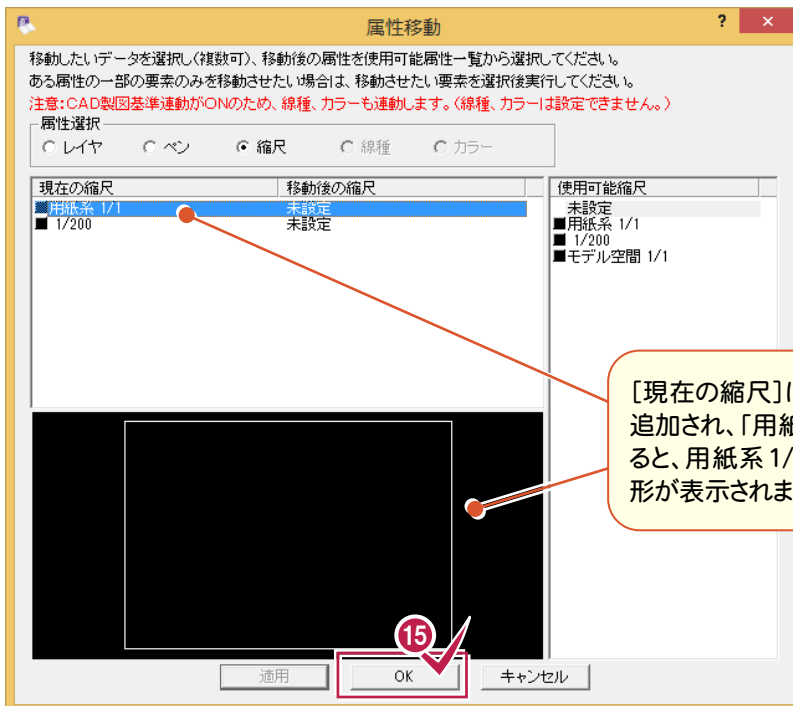 属性移動
? ×
移動したいデータを選択し(複数可)、移動後の属性を使用可能属性一覧から選択してください。
ある属性の一部の要素のみを移動させたい場合は、移動させたい要素を選択後実行してください。
注意:CAD製図基準連動がONのため、線種、カラーも連動します。(線種、カラーは設定できません。)
属性選択
レイヤ ペン 縮尺 線種 カラー
現在の縮尺 移動後の縮尺 使用可能縮尺
用紙系 1/1 未設定
1/200 未設定
未設定
用紙系 1/1
1/200
モデル空間 1/1
[現在の縮尺]に
追加され、「用紙
ると、用紙系1/
形が表示されま
15
適用 OK キャンセル